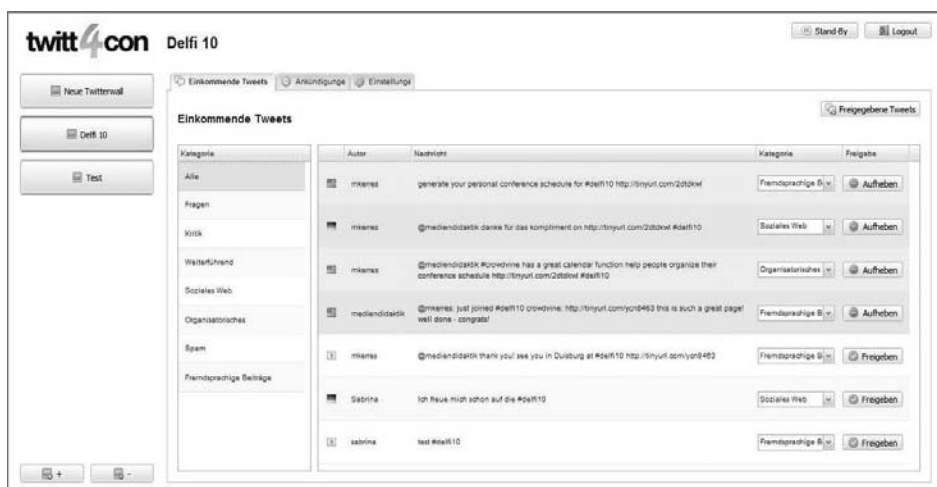 twitt4con
Delfi 10
Stand-By
Logout
Neue Twitterwall
Delfi 10
Test
Einkommende Tweets
Ankündigunge
Einstellunge
Freigegebene Tweets
Einkommende Tweets
Kategorie
Alle
Fragen
Kritik
Weiterführend
Soziales Web
Organisatorisches
Spam
Fremdsprachige Beiträge
Autor Nachricht Kategorie Freigabe
mkerres generate your personal conference schedule for #delfi10 http://tinyurl.com/2dtdkwl Fremdsprachige B Aufheben
mkerres @mediendidaktik danke für das kompliment on http://tinyurl.com/2dtdkwl #delfi10 Soziales Web Aufheben
mkerres @mediendidaktik #crowdvine has a great calendar function help people organize their Organisatorisches Aufheben
conference schedule http://tinyurl.com/2dtdkwl #delfi10
mediendidaktik @mkerres: just joined #delfi10 crowdvine: http://tinyurl.com/ycn8463 this is such a great page! Fremdsprachige B Aufheben
well done - congrats!
mkerres @mediendidaktik thank you! see you in Duisburg at #delfi10 http://tinyurl.com/ycn8463 Fremdsprachige B Freigeben
Sabrina Ich freue mich schon auf die #delfi10 Soziales Web Freigeben
sabrina test #delfi10 Fremdsprachige B Freigeben
+
-